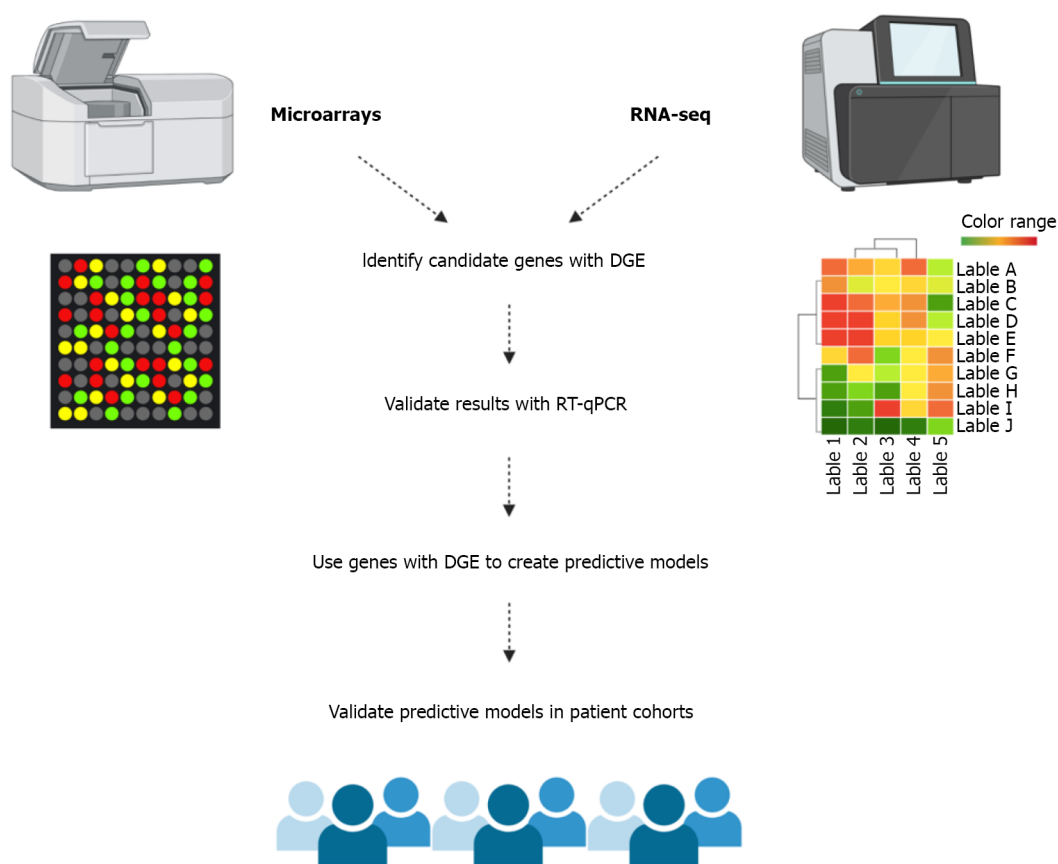 Microarrays
RNA-seq
Identify candidate genes with DGE
Validate results with RT-qPCR
Use genes with DGE to create predictive models
Validate predictive models in patient cohorts
Color range
Lable A
Lable B
Lable C
Lable D
Lable E
Lable F
Lable G
Lable H
Lable I
Lable J
Lable 1
Lable 2
Lable 3
Lable 4
Lable 5